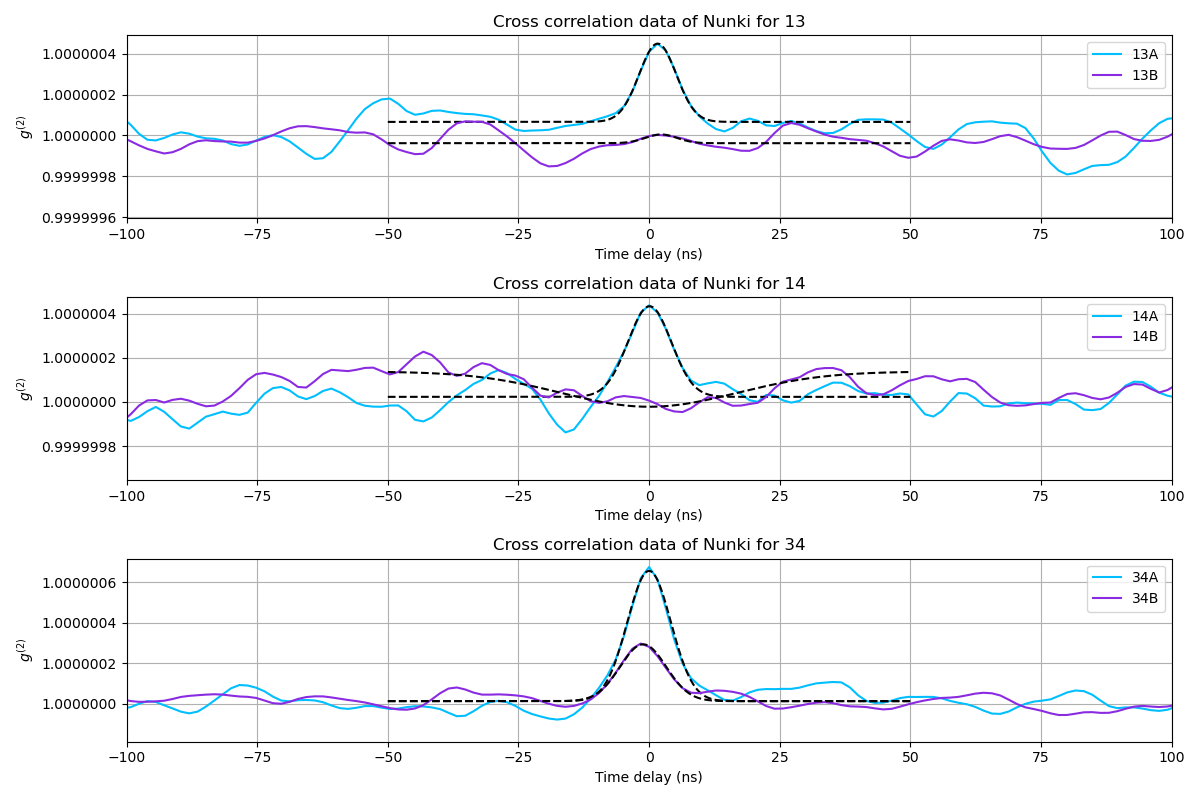 Cross correlation data of Nunki for 13
1.0000004
1.0000002
1.0000000
0.9999998
0.9999996
g(2)
13A
13B
−100 −75 −50 −25 0 25 50 75 100
Time delay (ns)
Cross correlation data of Nunki for 14
1.0000004
1.0000002
1.0000000
0.9999998
g(2)
14A
14B
−100 −75 −50 −25 0 25 50 75 100
Time delay (ns)
Cross correlation data of Nunki for 34
1.0000006
1.0000004
1.0000002
1.0000000
g(2)
34A
34B
−100 −75 −50 −25 0 25 50 75 100
Time delay (ns)